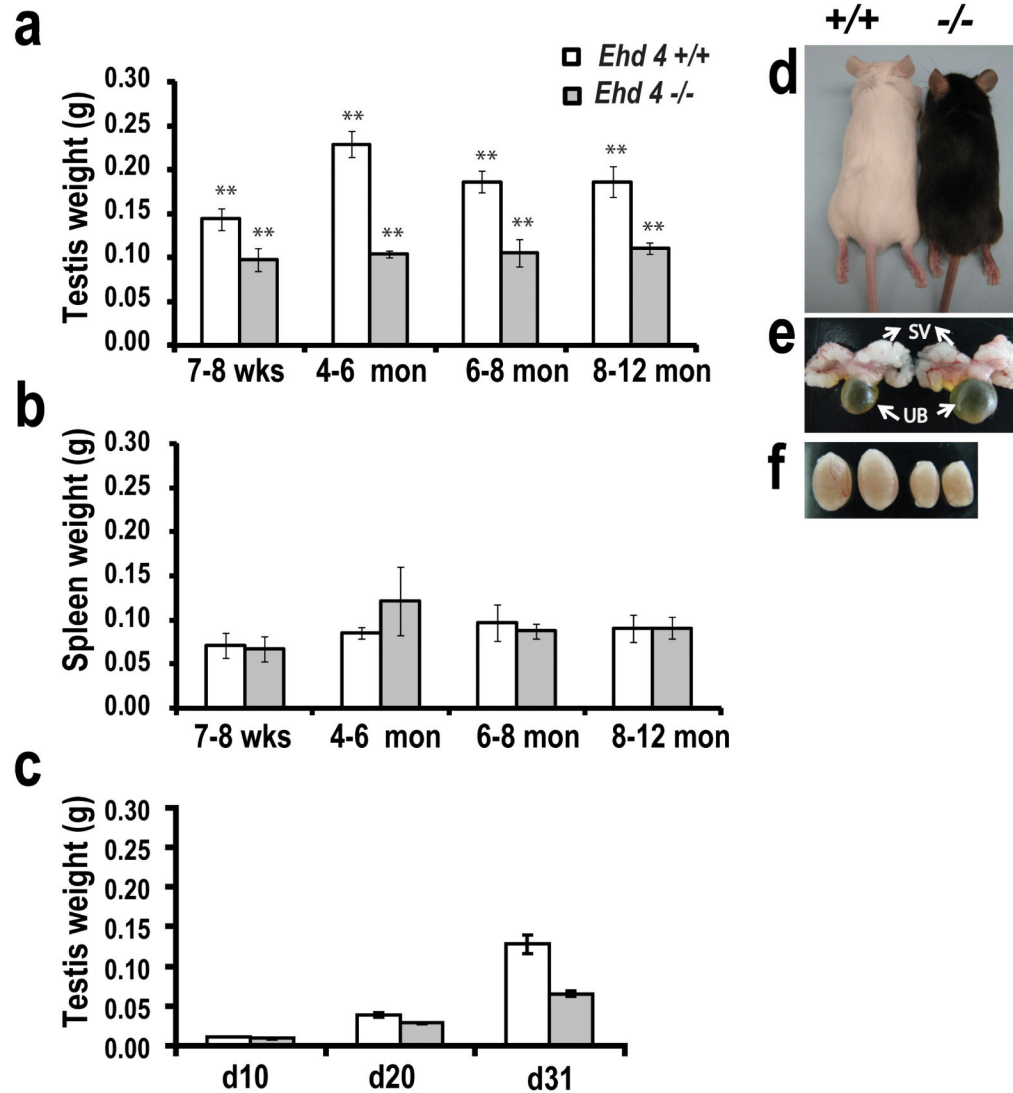 a
Ehd 4 +/+
Ehd 4 -/-
Testis weight (g)
0.30
0.25
0.20
0.15
0.10
0.05
0.00
** ** ** ** ** ** ** **
7-8 wks 4-6 mon 6-8 mon 8-12 mon
b
Spleen weight (g)
0.30
0.25
0.20
0.15
0.10
0.05
0.00
7-8 wks 4-6 mon 6-8 mon 8-12 mon
c
Testis weight (g)
0.30
0.25
0.20
0.15
0.10
0.05
0.00
d10 d20 d31
+/+ -/-
d
e
SV
UB
f